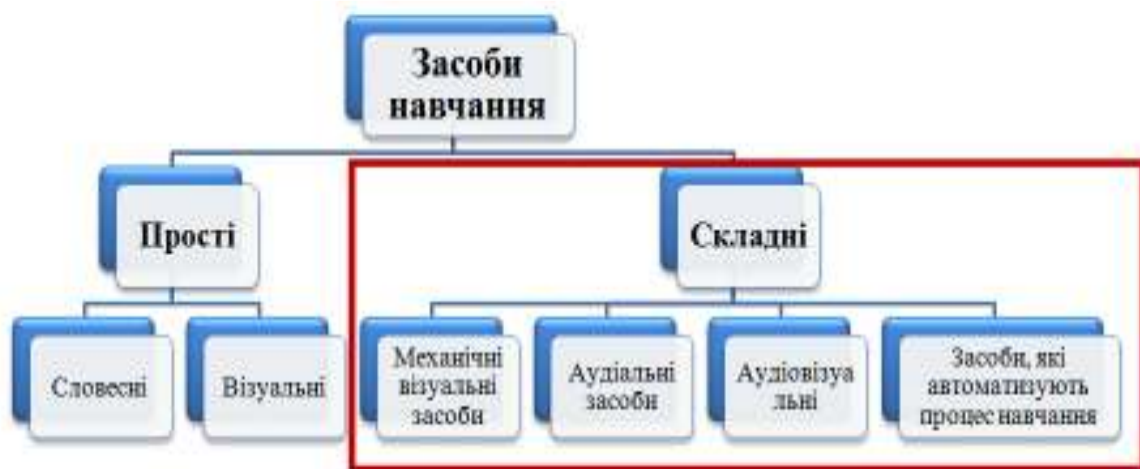 Засоби
навчання
Прості
Складні
Словесні
Візуальні
Механічні
візуальні
засоби
Аудіальні
засоби
Аудіовізуа
льні
Засоби, які
автоматизують
процес навчання